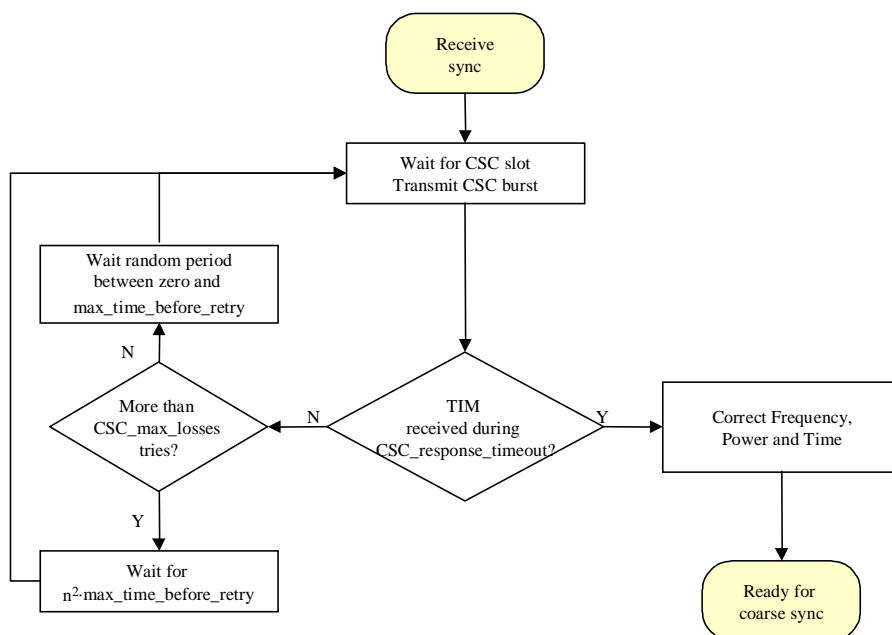 Receive
sync
Wait for CSC slot
Transmit CSC burst
Wait random period
between zero and
max_time_before_retry
N
More than
CSC_max_losses
tries?
N
TIM
received during
CSC_response_timeout?
Y
Correct Frequency,
Power and Time
Y
Wait for
n²·max_time_before_retry
Ready for
coarse sync